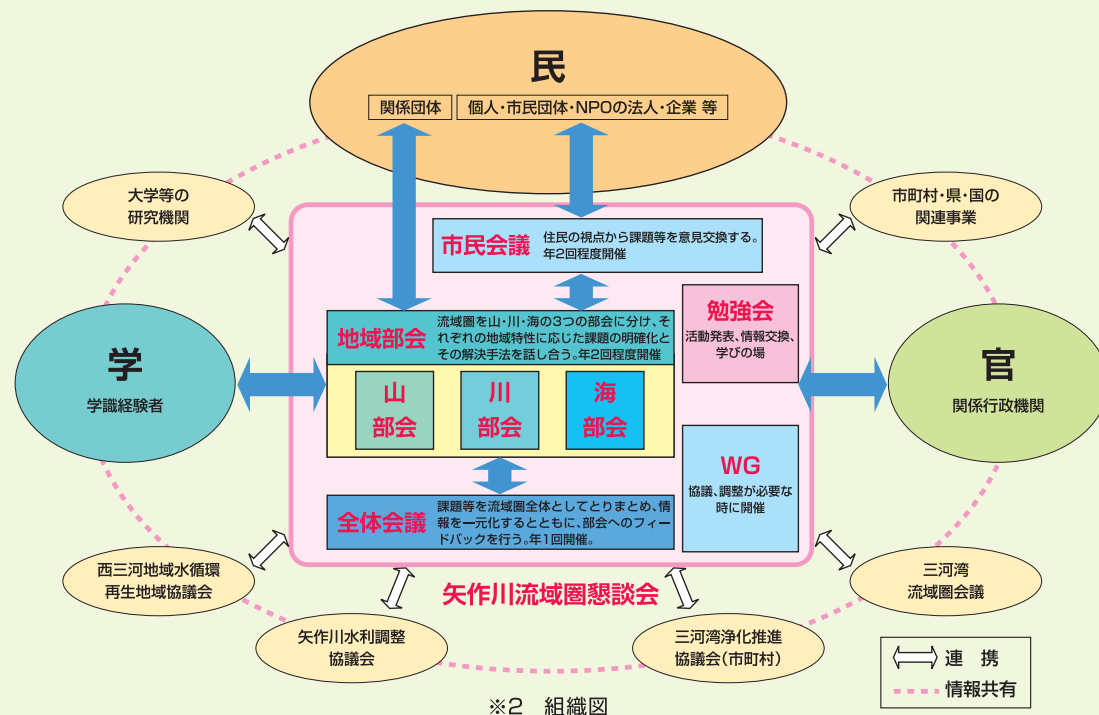 民
関係団体
個人・市民団体・NPOの法人・企業 等
大学等の
研究機関
市町村・県・国の
関連事業
市民会議
住民の視点から課題等を意見交換する。
年2回程度開催
地域部会
流域圏を山・川・海の3つの部会に分け、そ
れぞれの地域特性に応じた課題の明確化と
その解決手法を話し合う。年2回程度開催
勉強会
活動発表、情報交換、
学びの場
学
学識経験者
山
部会
川
部会
海
部会
官
関係行政機関
WG
協議、調整が必要な
時に開催
全体会議
課題等を流域圏全体としてとりまとめ、情
報を一元化するとともに、部会へのフィー
ドバックを行う。年1回開催。
矢作川流域圏懇談会
西三河地域水循環
再生地域協議会
矢作川水利調整
協議会
三河湾浄化推進
協議会(市町村)
三河湾
流域圏会議
連 携
情報共有
※2 組織図